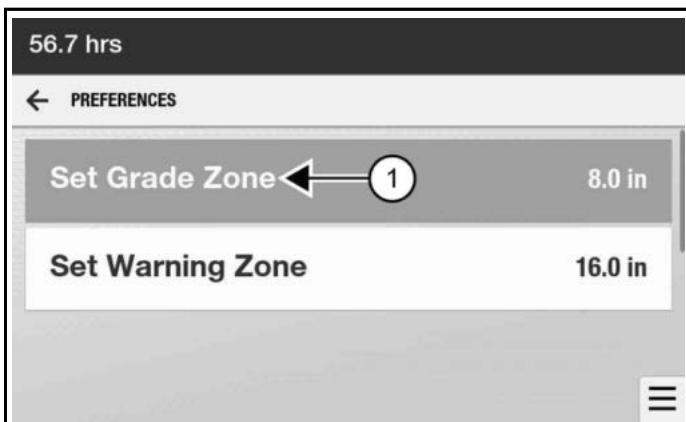 56.7 hrs
← PREFERENCES
Set Grade Zone 1 8.0 in
Set Warning Zone 16.0 in